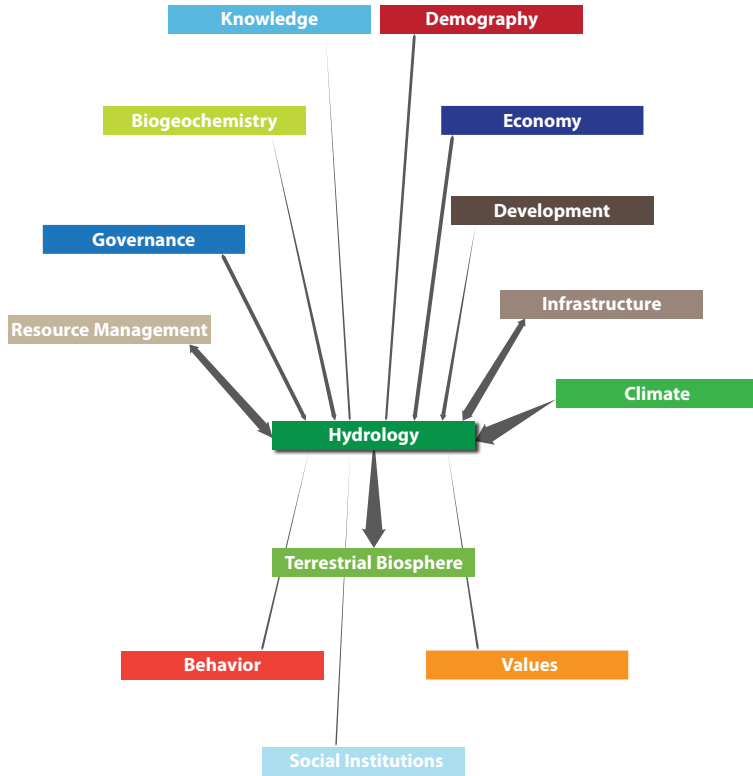 Knowledge
Demography
Biogeochemistry
Economy
Development
Governance
Infrastructure
Resource Management
Climate
Hydrology
Terrestrial Biosphere
Behavior
Values
Social Institutions